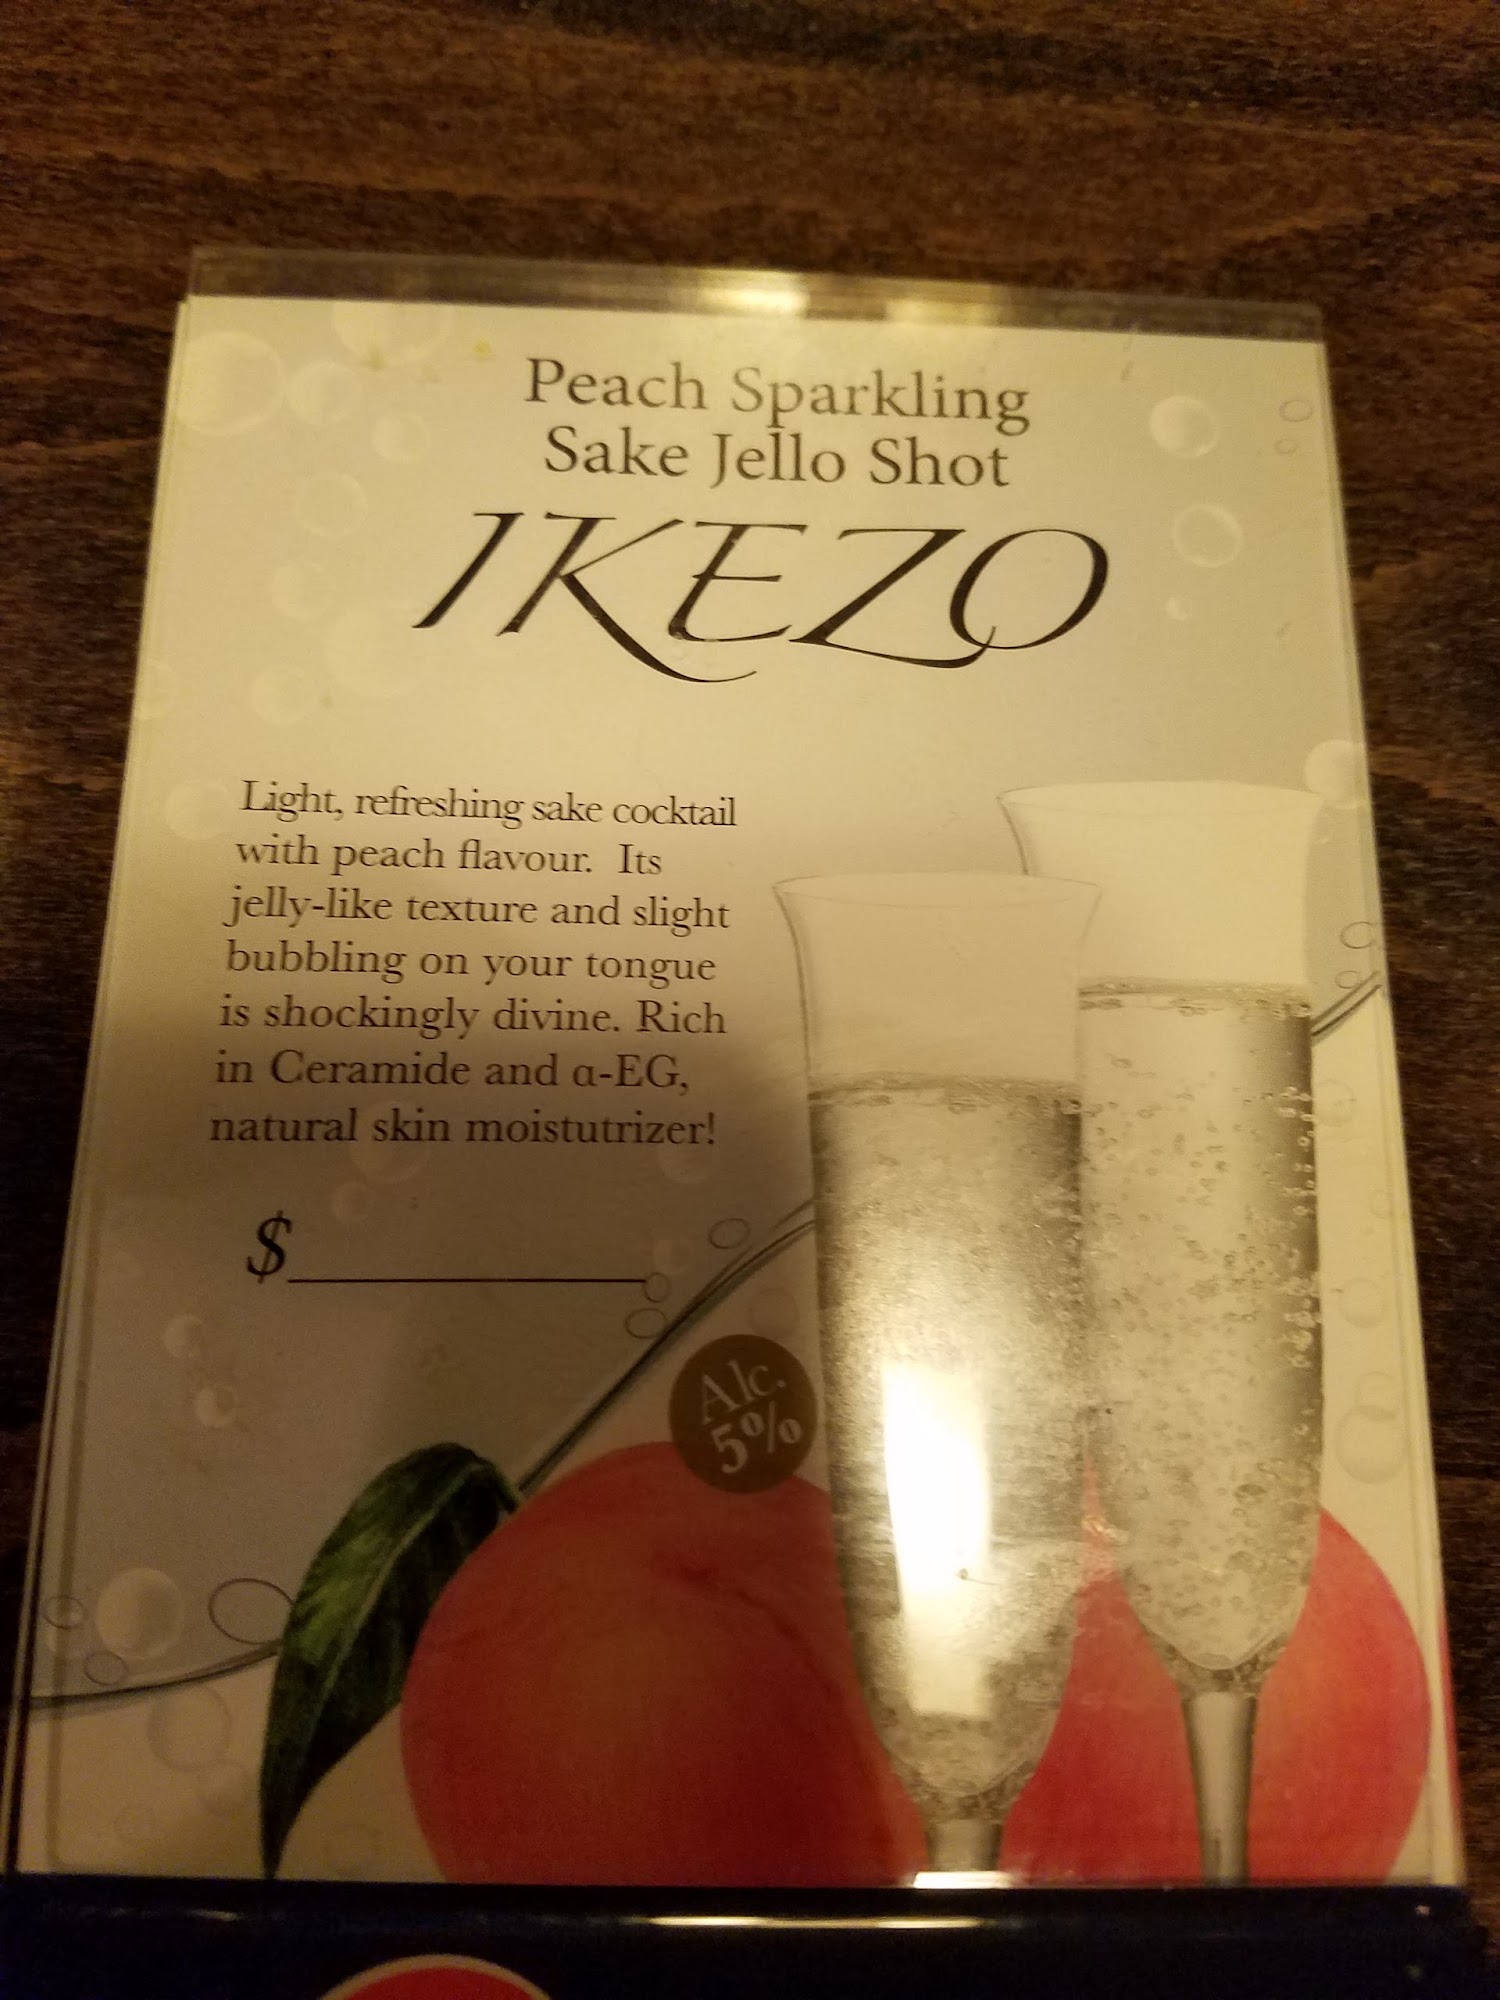 Peach Sparkling
Sake Jello Shot
IKEZO
Light, refreshing sake cocktail
with peach flavour. Its
jelly-like texture and slight
bubbling on your tongue
is shockingly divine. Rich
in Ceramide and α-EG,
natural skin moistutrizer!
$
Alc.
5%